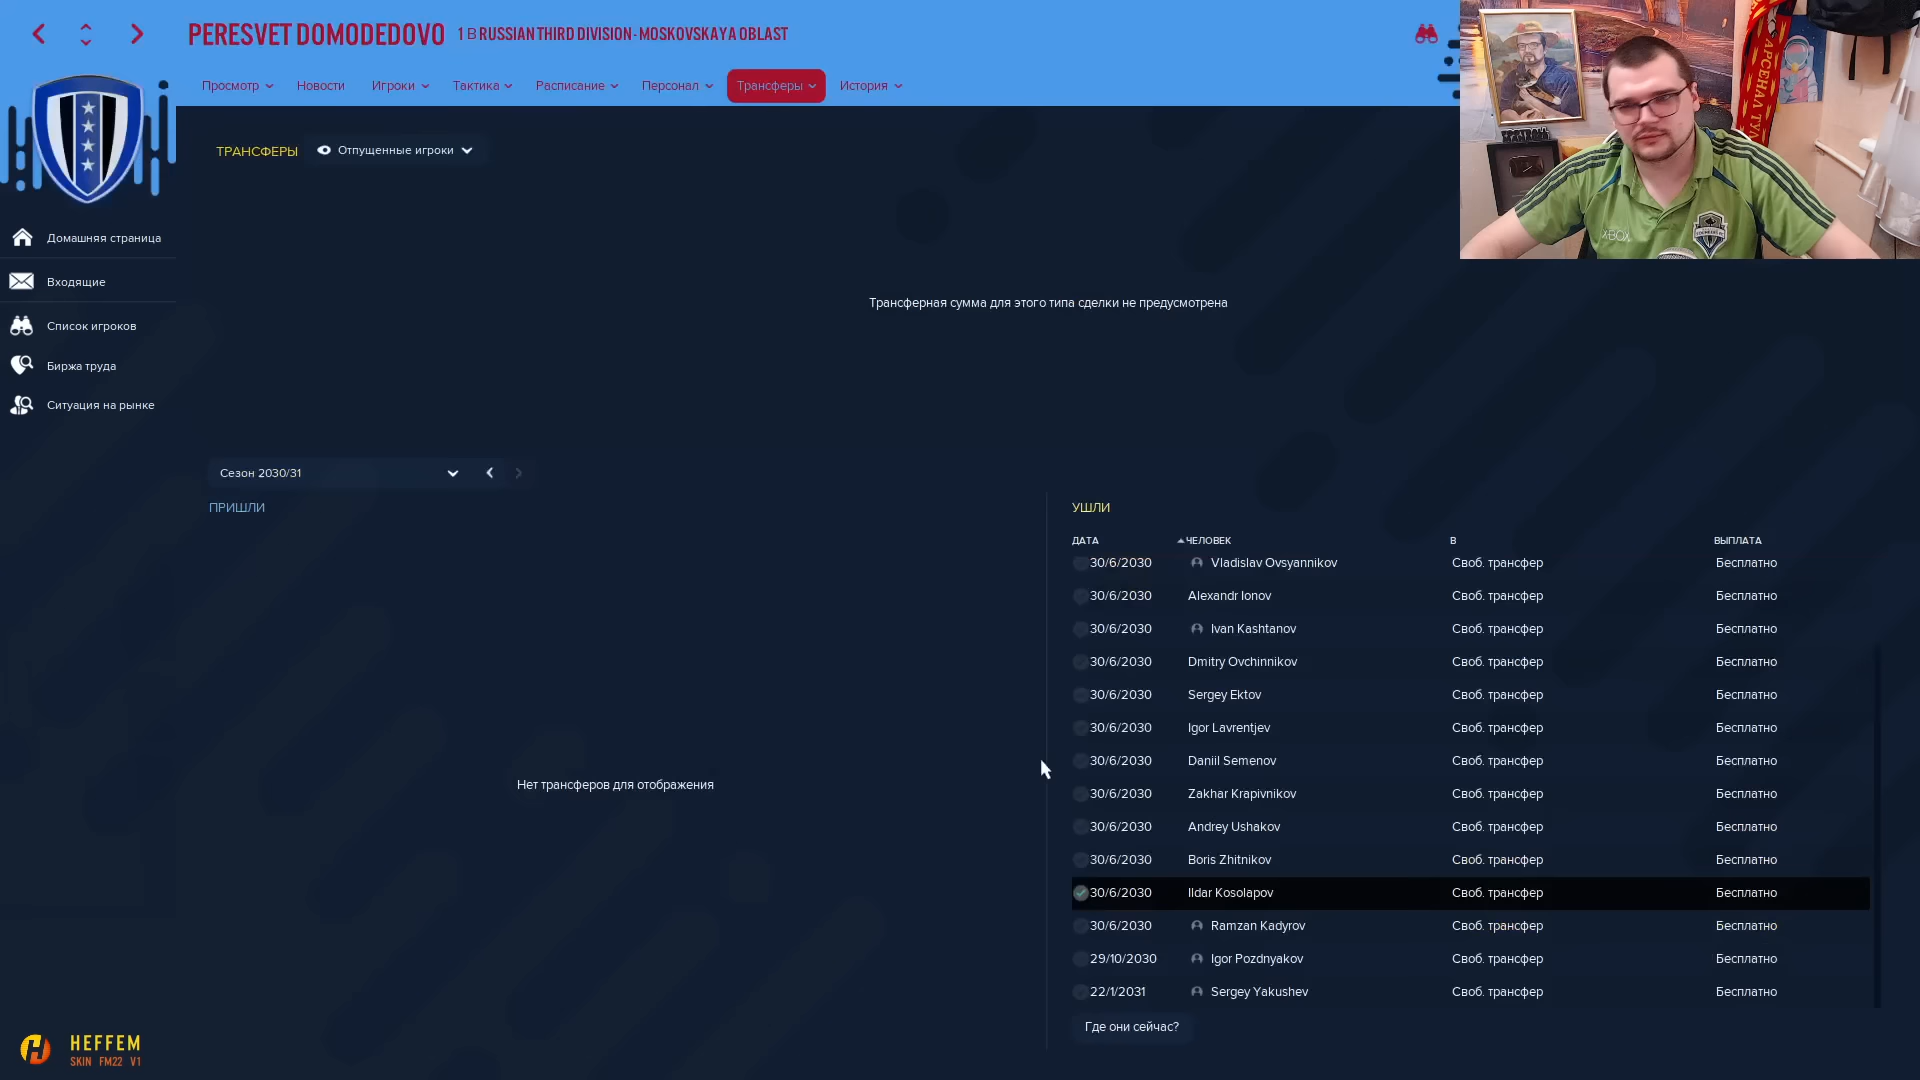 PERESVET DOMODEDOVO
1 В RUSSIAN THIRD DIVISION - MOSKOVSKAYA OBLAST
Просмотр
Новости
Игроки
Тактика
Расписание
Персонал
Трансферы
История
АРСЕНАЛ ТУЛ
XBOX
ТРАНСФЕРЫ
Отпущенные игроки
Домашняя страница
Входящие
Список игроков
Биржа труда
Ситуация на рынке
Трансферная сумма для этого типа сделки не предусмотрена
Сезон 2030/31
ПРИШЛИ
Нет трансферов для отображения
УШЛИ
ДАТА ЧЕЛОВЕК В ВЫПЛАТА
30/6/2030 Vladislav Ovsyannikov Своб. трансфер Бесплатно
30/6/2030 Alexandr Ionov Своб. трансфер Бесплатно
30/6/2030 Ivan Kashtanov Своб. трансфер Бесплатно
30/6/2030 Dmitry Ovchinnikov Своб. трансфер Бесплатно
30/6/2030 Sergey Ektov Своб. трансфер Бесплатно
30/6/2030 Igor Lavrentjev Своб. трансфер Бесплатно
30/6/2030 Daniil Semenov Своб. трансфер Бесплатно
30/6/2030 Zakhar Krapivnikov Своб. трансфер Бесплатно
30/6/2030 Andrey Ushakov Своб. трансфер Бесплатно
30/6/2030 Boris Zhitnikov Своб. трансфер Бесплатно
30/6/2030 Ildar Kosolapov Своб. трансфер Бесплатно
30/6/2030 Ramzan Kadyrov Своб. трансфер Бесплатно
29/10/2030 Igor Pozdnyakov Своб. трансфер Бесплатно
22/1/2031 Sergey Yakushev Своб. трансфер Бесплатно
Где они сейчас?
HEFFEM
SKIN FM22 V1